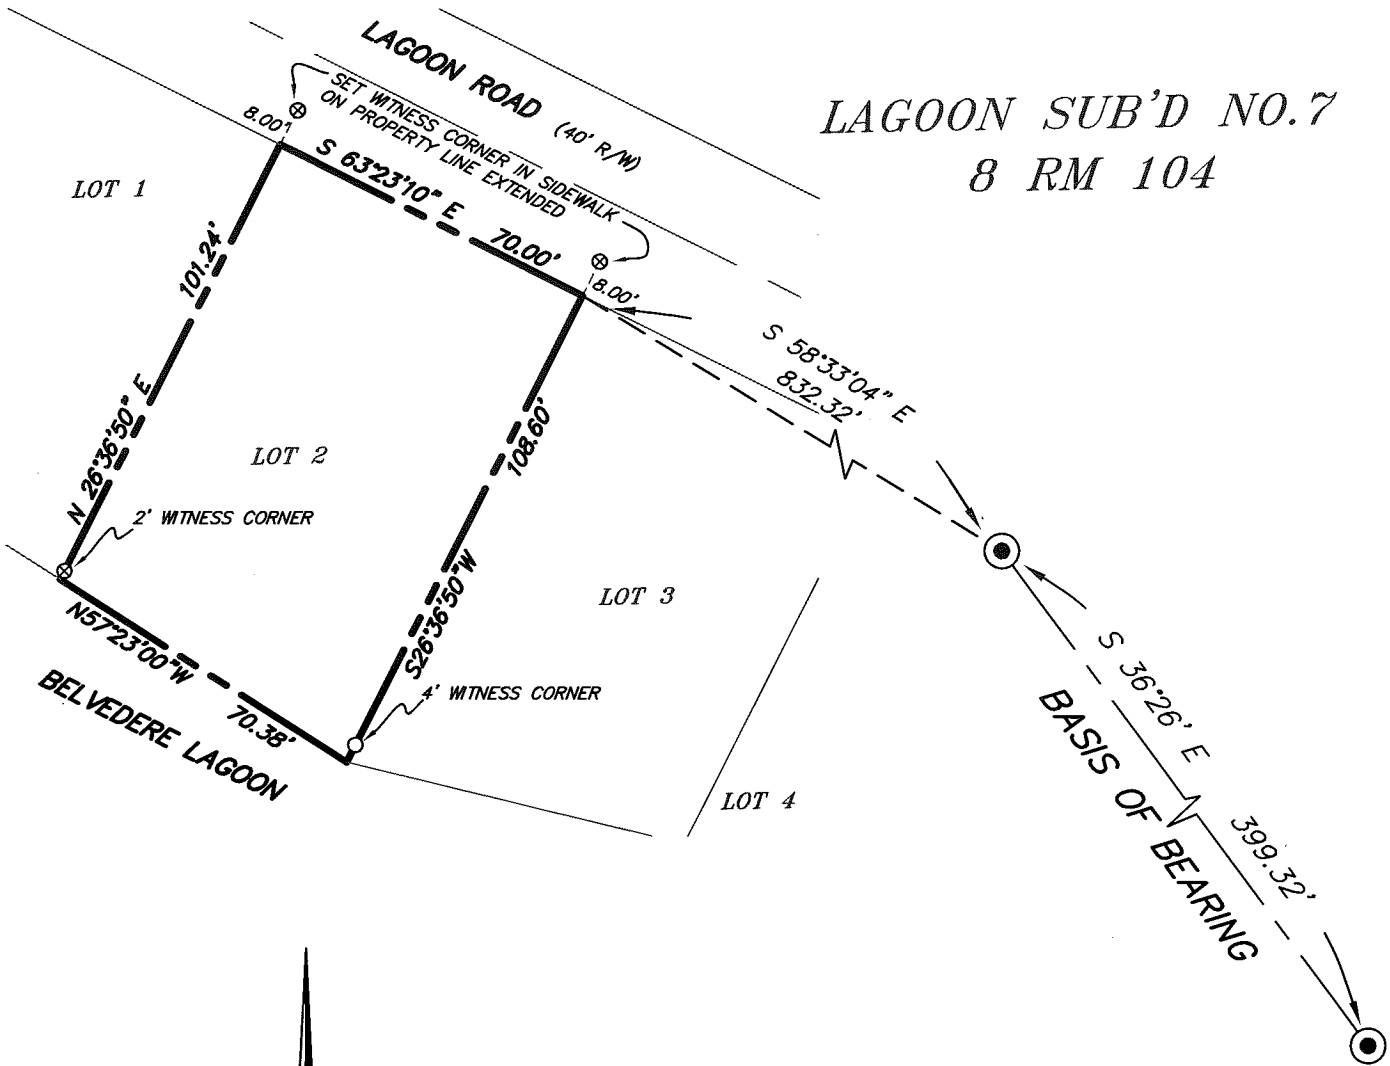 LAGOON ROAD (40' R/W)
LAGOON SUB'D NO.7
8 RM 104
SET WITNESS CORNER IN SIDEWALK
ON PROPERTY LINE EXTENDED
8.00'
S 63°23'10" E
70.00'
8.00'
LOT 1
101.24'
N 26°36'50" E
LOT 2
108.60'
S26°36'50"W
2' WITNESS CORNER
N57°23'00"W
70.38'
4' WITNESS CORNER
BELVEDERE LAGOON
LOT 3
LOT 4
S 58°33'04" E
832.32'
S 36°26' E
399.32'
BASIS OF BEARING